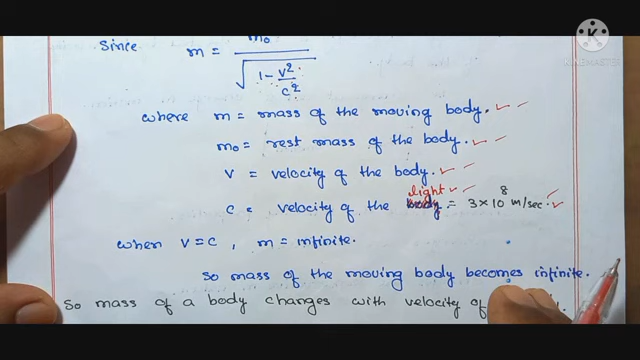 KINEMASTER
Since m = m₀
√1 - v²
c²
where m = mass of the moving body.
m₀ = rest mass of the body.
v = velocity of the body.
light
c = velocity of the body = 3 × 10⁸ m/sec.
when v = c, m = infinite.
So mass of the moving body becomes infinite.
So mass of a body changes with velocity of